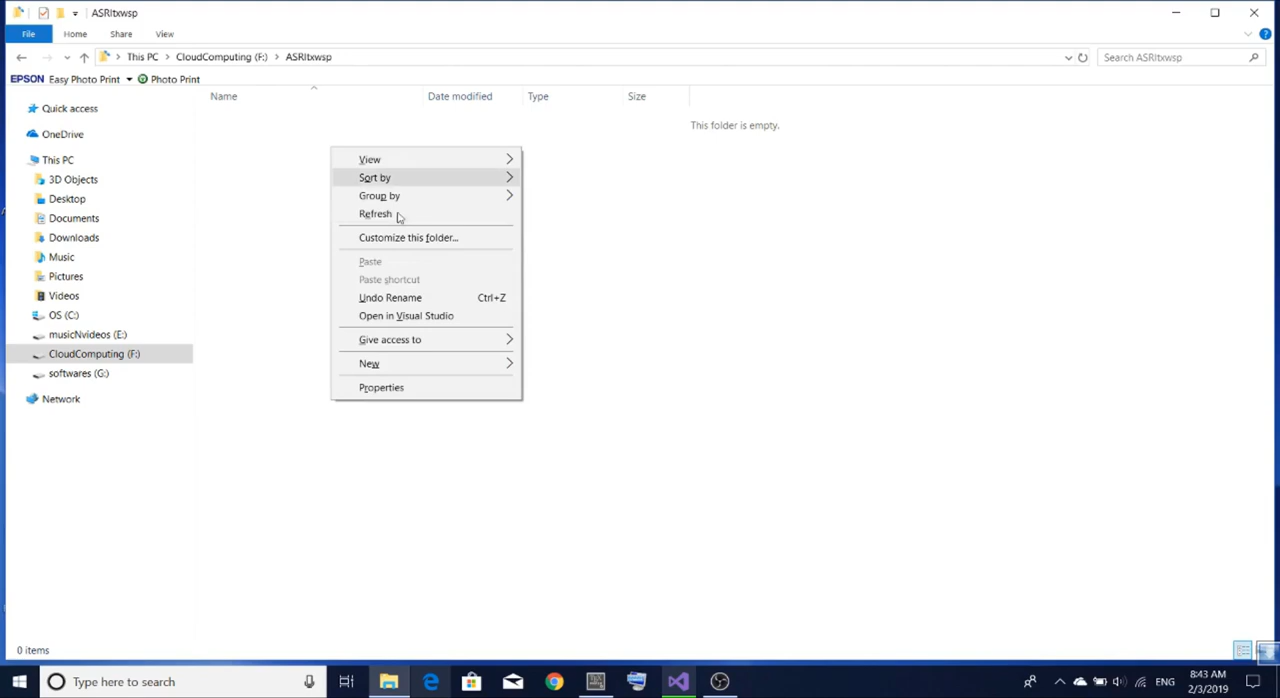 ASRItxwsp
File
Home
Share
View
This PC
CloudComputing (F:)
ASRItxwsp
Search ASRItxwsp
EPSON Easy Photo Print
Photo Print
Name
Date modified
Type
Size
This folder is empty.
Quick access
OneDrive
This PC
3D Objects
Desktop
Documents
Downloads
Music
Pictures
Videos
OS (C:)
musicNvideos (E:)
CloudComputing (F:)
softwares (G:)
Network
View
Sort by
Group by
Refresh
Customize this folder...
Paste
Paste shortcut
Undo Rename Ctrl+Z
Open in Visual Studio
Give access to
New
Properties
0 items
Type here to search
ENG
8:43 AM
2/3/2019